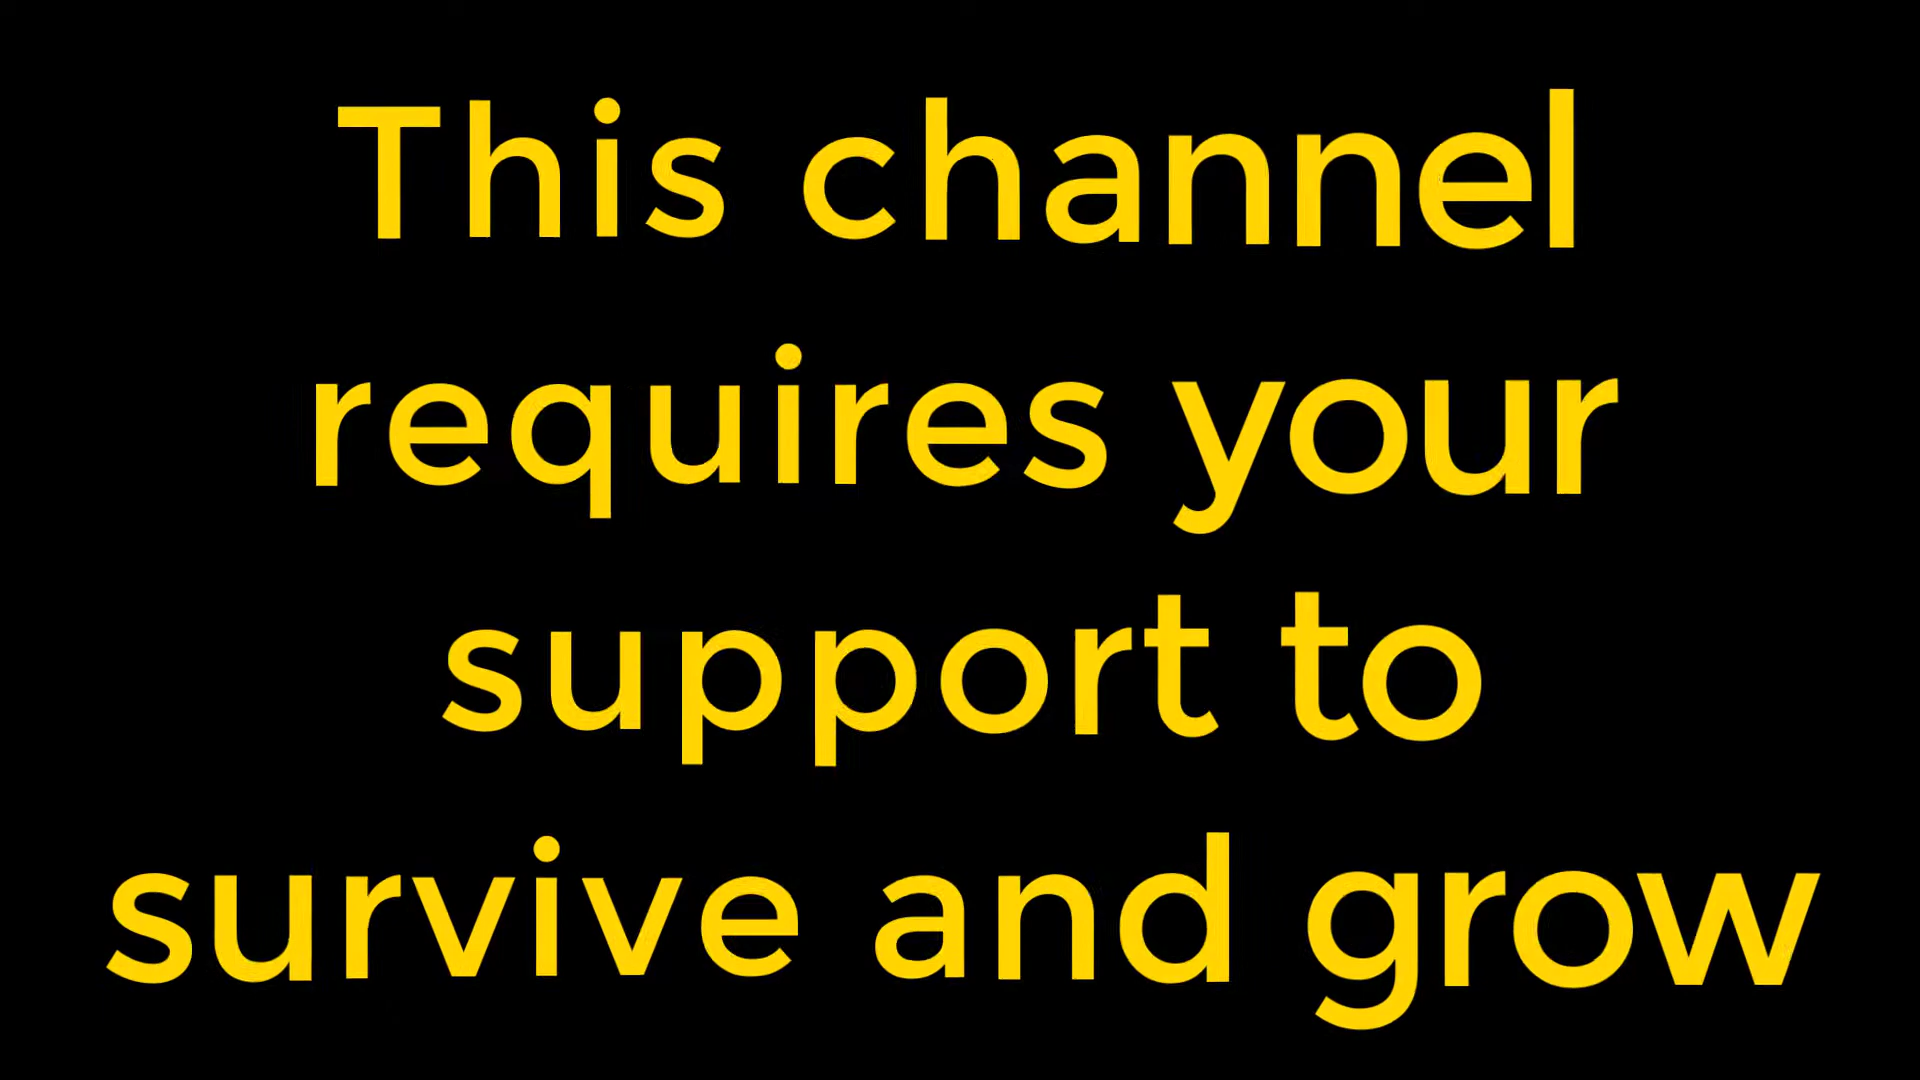 This channel
requires your
support to
survive and grow